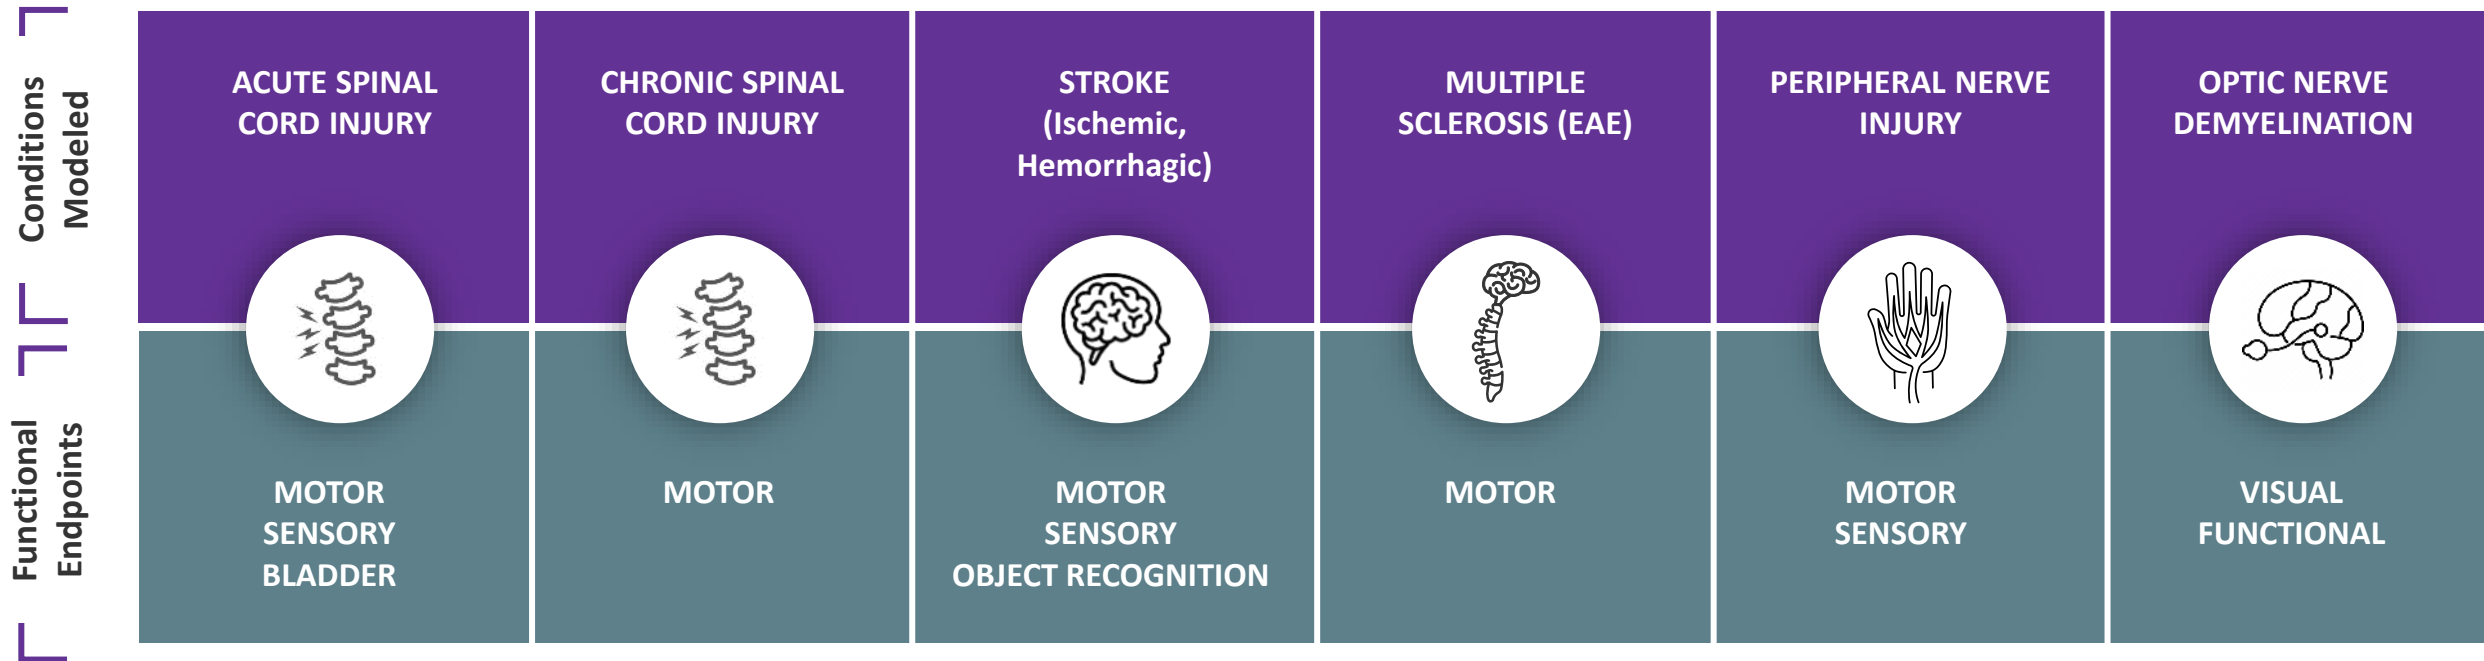 Conditions
Modeled
ACUTE SPINAL
CORD INJURY
CHRONIC SPINAL
CORD INJURY
STROKE
(Ischemic,
Hemorrhagic)
MULTIPLE
SCLEROSIS (EAE)
PERIPHERAL NERVE
INJURY
OPTIC NERVE
DEMYELINATION
Functional
Endpoints
MOTOR
SENSORY
BLADDER
MOTOR
MOTOR
SENSORY
OBJECT RECOGNITION
MOTOR
MOTOR
SENSORY
VISUAL
FUNCTIONAL